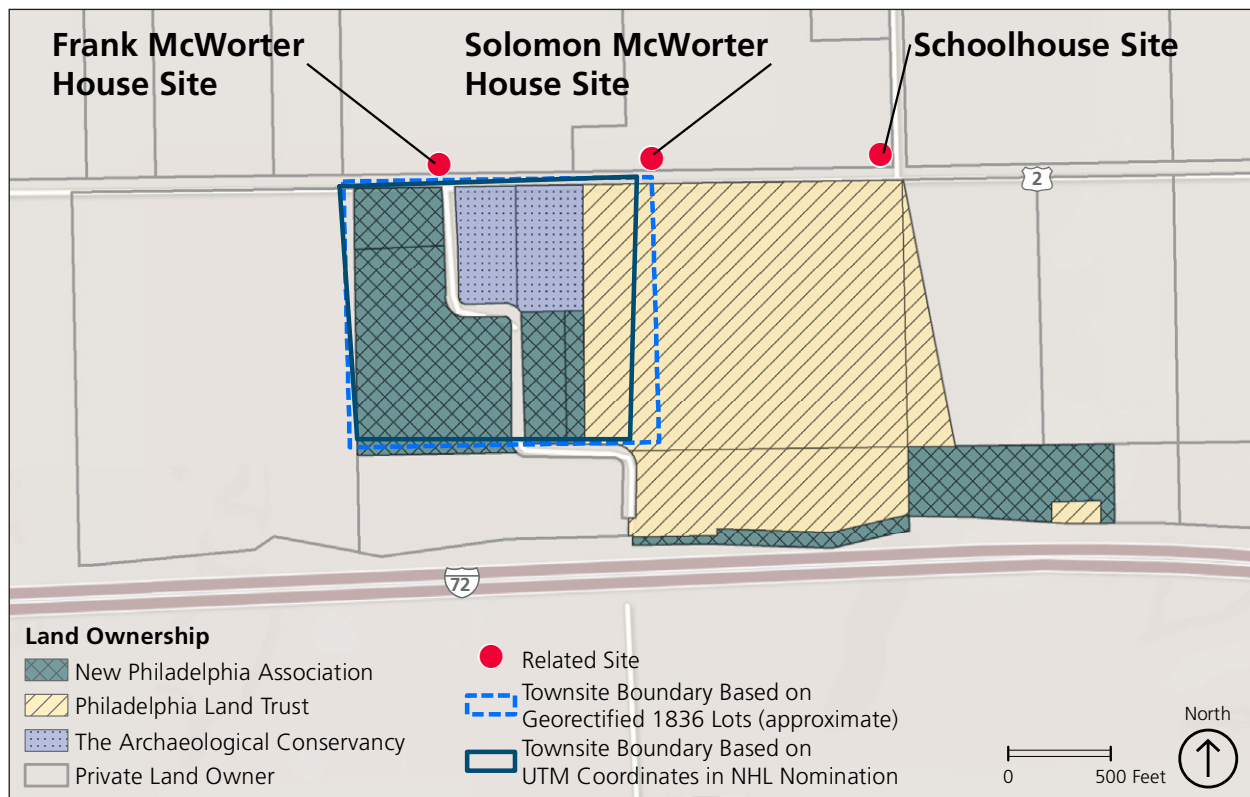 Frank McWorter
House Site
Solomon McWorter
House Site
Schoolhouse Site
2
72
Land Ownership
New Philadelphia Association
Philadelphia Land Trust
The Archaeological Conservancy
Private Land Owner
Related Site
Townsite Boundary Based on
Georectified 1836 Lots (approximate)
Townsite Boundary Based on
UTM Coordinates in NHL Nomination
0 500 Feet
North